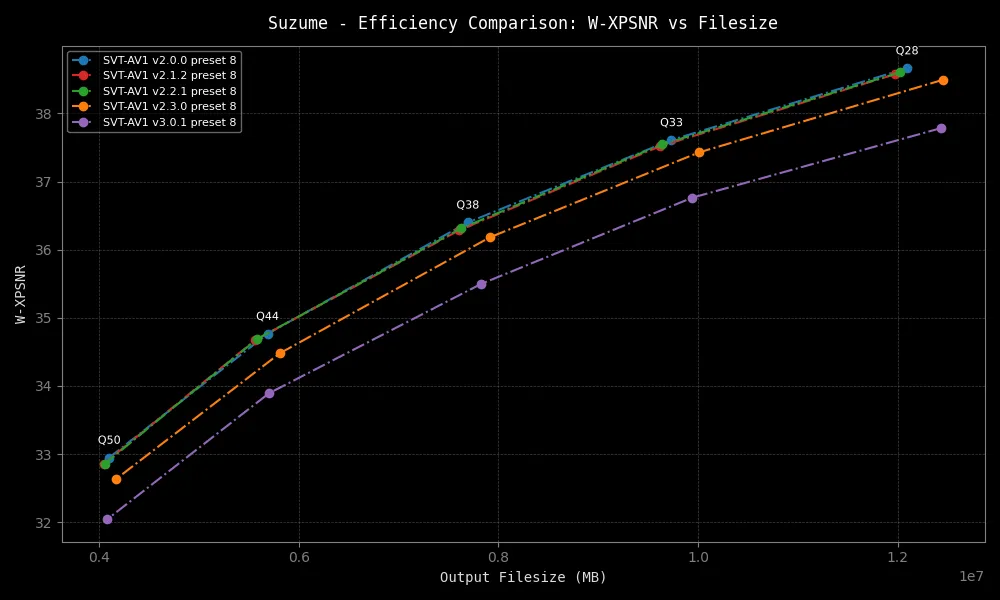 Suzume - Efficiency Comparison: W-XPSNR vs Filesize
SVT-AV1 v2.0.0 preset 8
SVT-AV1 v2.1.2 preset 8
SVT-AV1 v2.2.1 preset 8
SVT-AV1 v2.3.0 preset 8
SVT-AV1 v3.0.1 preset 8
Q28
Q33
Q38
Q44
Q50
38
37
36
35
34
33
32
W-XPSNR
0.4 0.6 0.8 1.0 1.2
1e7
Output Filesize (MB)